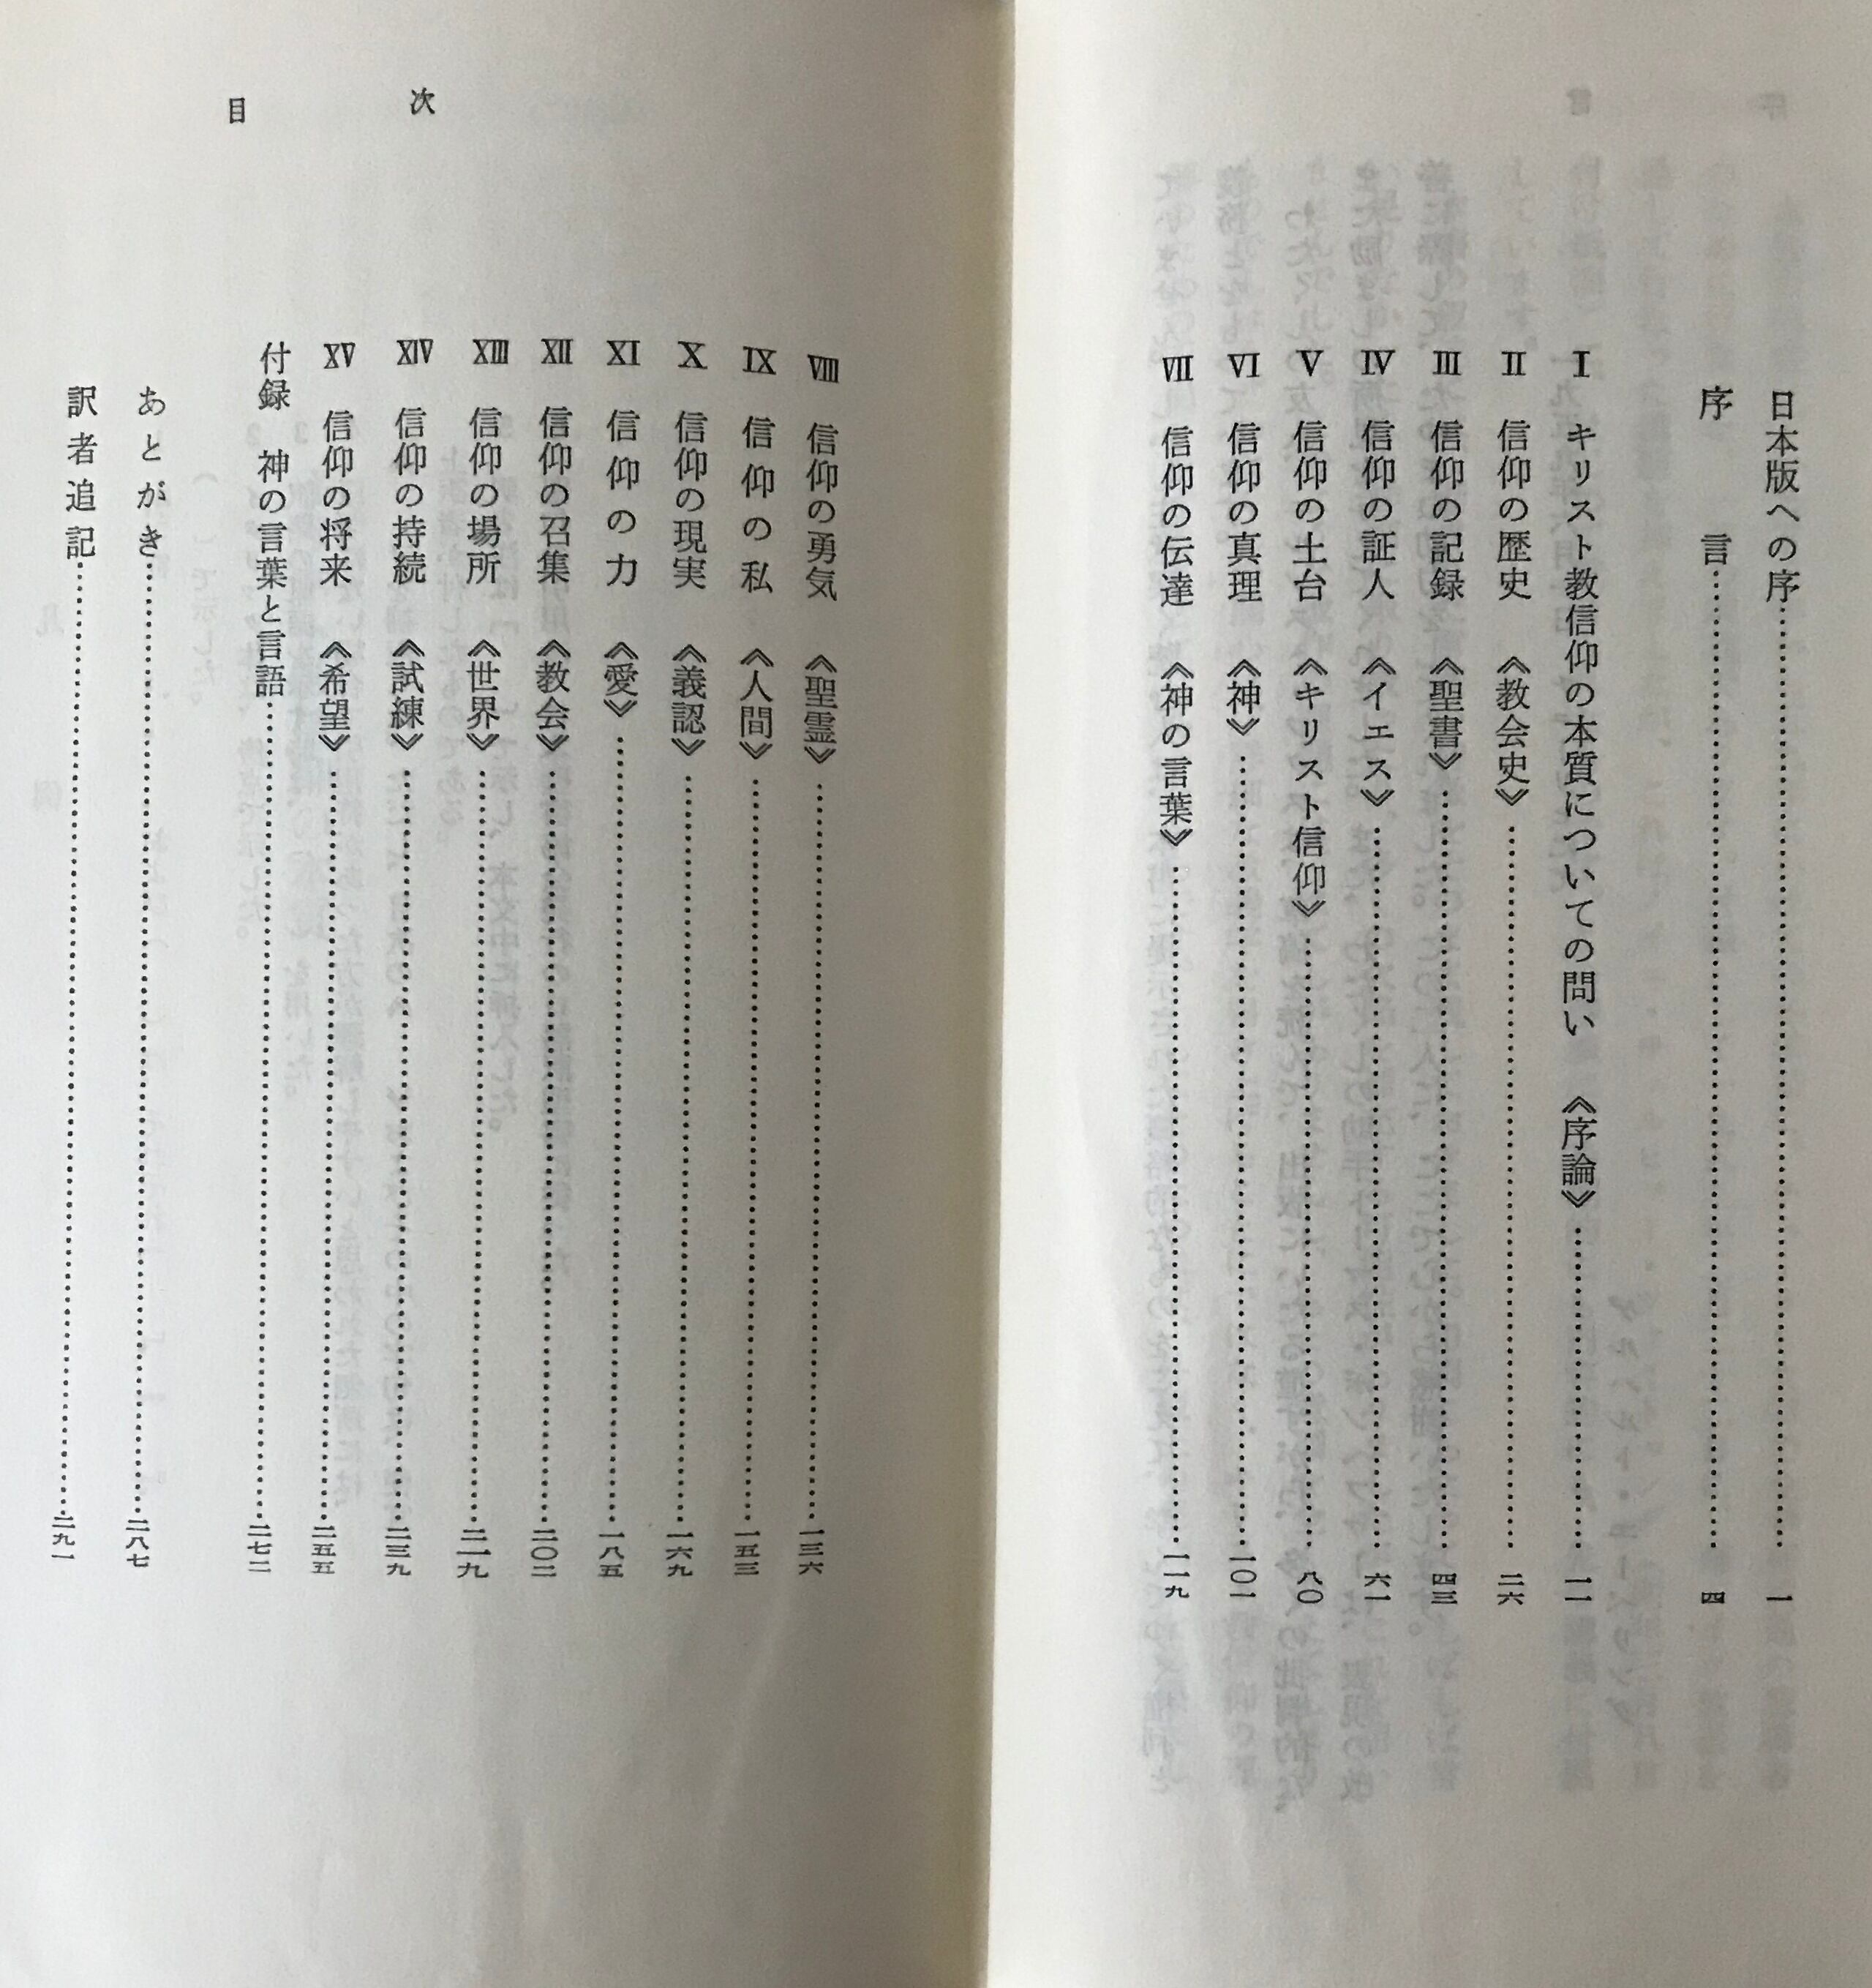 日本版への序……一
序言……四
Ⅰ キリスト教信仰の本質についての問い 《序論》……一一
Ⅱ 信仰の歴史 《教会史》……二六
Ⅲ 信仰の記録 《聖書》……四三
Ⅳ 信仰の証人 《イエス》……六一
Ⅴ 信仰の土台 《キリスト信仰》……八〇
Ⅵ 信仰の真理 《神》……一〇一
Ⅶ 信仰の伝達 《神の言葉》……一一九
目次
Ⅷ 信仰の勇気 《聖霊》……一三六
Ⅸ 信仰の私 《人間》……一五三
Ⅹ 信仰の現実 《義認》……一六九
Ⅺ 信仰の力 《愛》……一八五
Ⅻ 信仰の召集 《教会》……二〇二
XIII 信仰の場所 《世界》……二一九
XIV 信仰の持続 《試練》……二三九
XV 信仰の将来 《希望》……二五五
付録 神の言葉と言語……二七二
あとがき……二八七
訳者追記……二九一